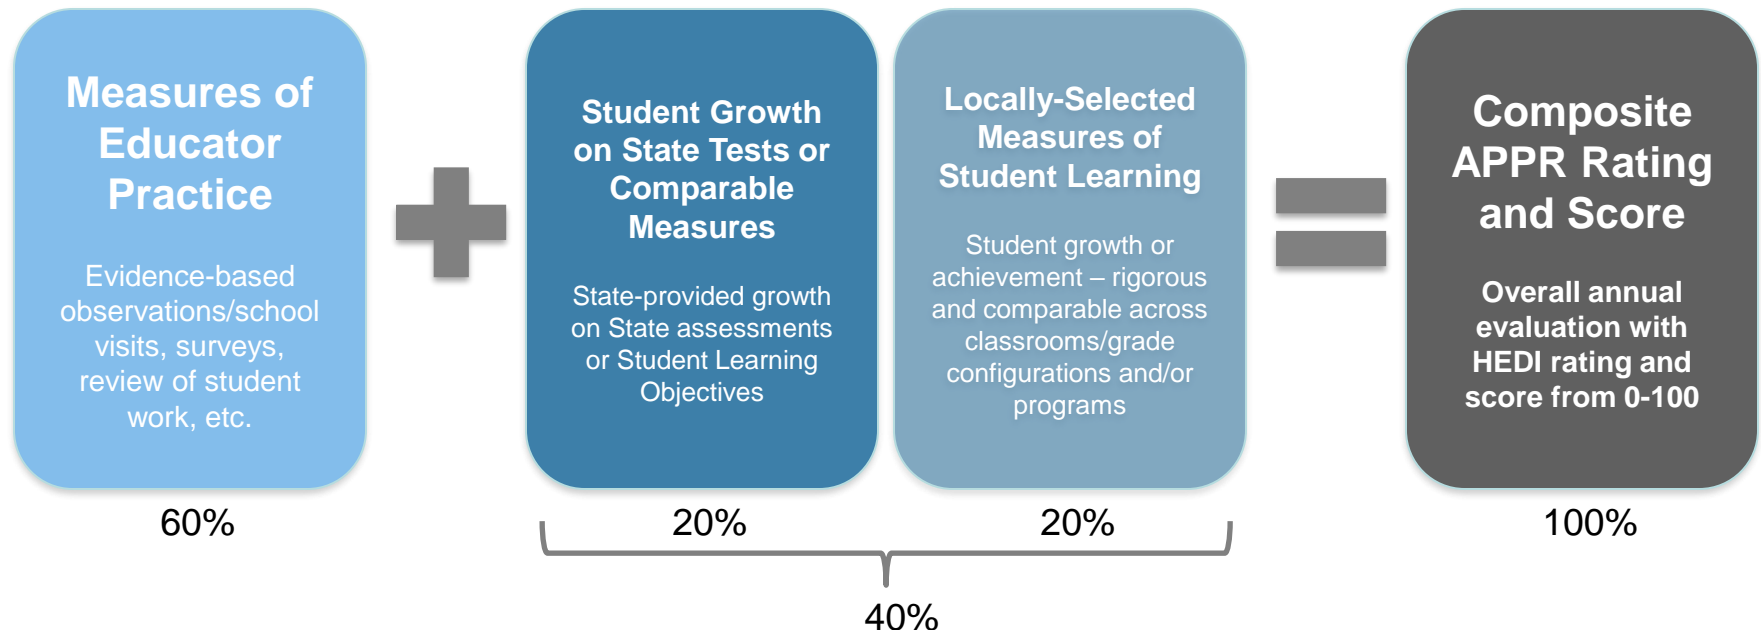 Measures of
Educator
Practice
Evidence-based
observations/school
visits, surveys,
review of student
work, etc.
60%
Student Growth
on State Tests or
Comparable
Measures
State-provided growth
on State assessments
or Student Learning
Objectives
20%
Locally-Selected
Measures of
Student Learning
Student growth or
achievement – rigorous
and comparable across
classrooms/grade
configurations and/or
programs
20%
40%
Composite
APPR Rating
and Score
Overall annual
evaluation with
HEDI rating and
score from 0-100
100%